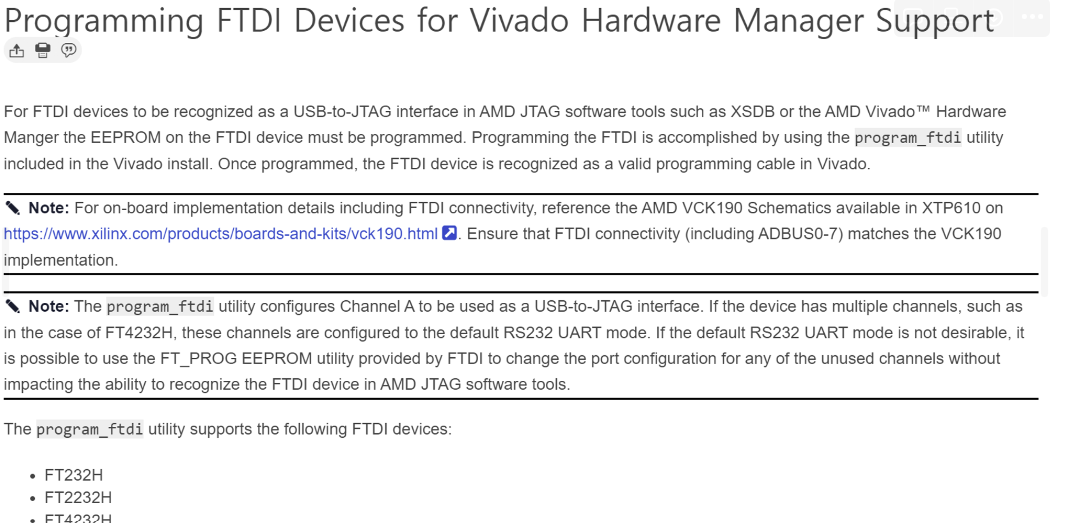 Programming FTDI Devices for Vivado Hardware Manager Support
For FTDI devices to be recognized as a USB-to-JTAG interface in AMD JTAG software tools such as XSDB or the AMD Vivado™ Hardware
Manger the EEPROM on the FTDI device must be programmed. Programming the FTDI is accomplished by using the program_ftdi utility
included in the Vivado install. Once programmed, the FTDI device is recognized as a valid programming cable in Vivado.
Note: For on-board implementation details including FTDI connectivity, reference the AMD VCK190 Schematics available in XTP610 on
https://www.xilinx.com/products/boards-and-kits/vck190.html. Ensure that FTDI connectivity (including ADBUS0-7) matches the VCK190
implementation.
Note: The program_ftdi utility configures Channel A to be used as a USB-to-JTAG interface. If the device has multiple channels, such as
in the case of FT4232H, these channels are configured to the default RS232 UART mode. If the default RS232 UART mode is not desirable, it
is possible to use the FT_PROG EEPROM utility provided by FTDI to change the port configuration for any of the unused channels without
impacting the ability to recognize the FTDI device in AMD JTAG software tools.
The program_ftdi utility supports the following FTDI devices:
• FT232H
• FT2232H
• FT4232H